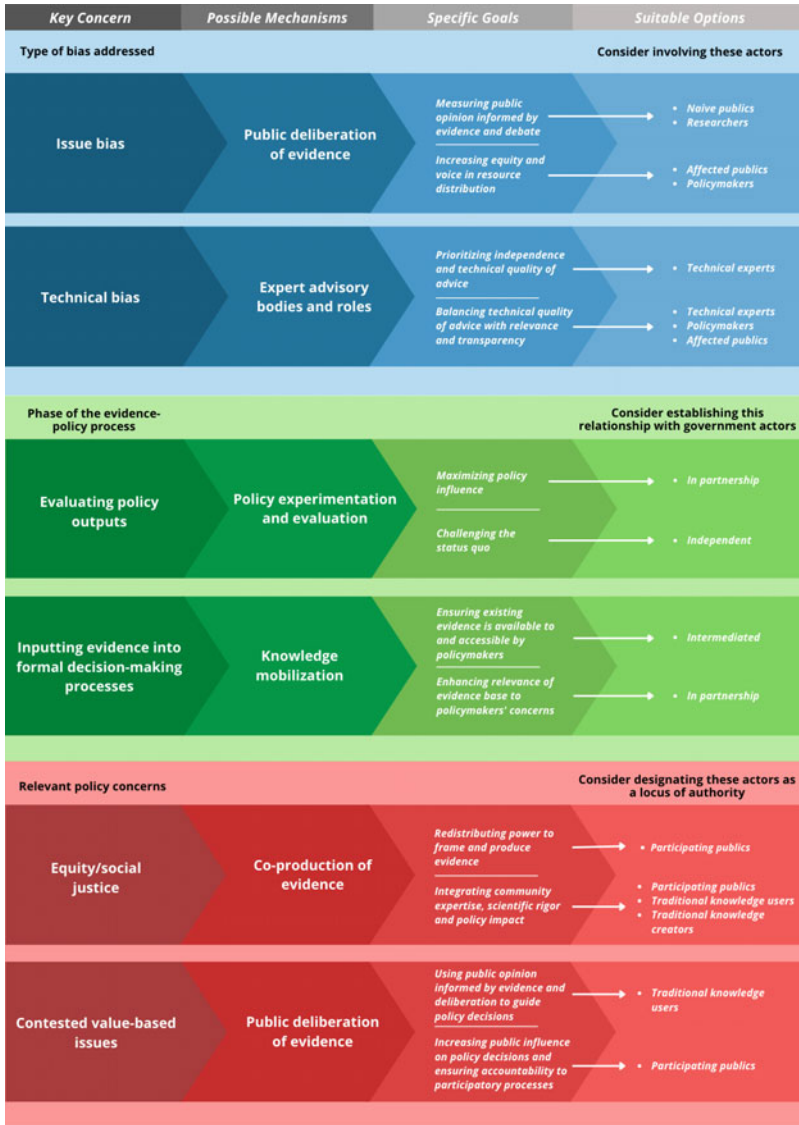 Key Concern
Possible Mechanisms
Specific Goals
Suitable Options
Type of bias addressed
Consider involving these actors
Issue bias
Public deliberation
of evidence
Measuring public
opinion informed by
evidence and debate
• Naive publics
• Researchers
Increasing equity and
voice in resource
distribution
• Affected publics
• Policymakers
Technical bias
Expert advisory
bodies and roles
Prioritizing independence
and technical quality of
advice
• Technical experts
Balancing technical quality
of advice with relevance
and transparency
• Technical experts
• Policymakers
• Affected publics
Phase of the evidence-
policy process
Consider establishing this
relationship with government actors
Evaluating policy
outputs
Policy experimentation
and evaluation
Maximizing policy
influence
• In partnership
Challenging the
status quo
• Independent
Inputting evidence into
formal decision-making
processes
Knowledge
mobilization
Ensuring existing
evidence is available to
and accessible by
policymakers
• Intermediated
Enhancing relevance of
evidence base to
policymakers' concerns
• In partnership
Relevant policy concerns
Consider designating these actors as
a locus of authority
Equity/social
justice
Co-production of
evidence
Redistributing power to
frame and produce
evidence
• Participating publics
Integrating community
expertise, scientific rigor
and policy impact
• Participating publics
• Traditional knowledge users
• Traditional knowledge
creators
Contested value-based
issues
Public deliberation
of evidence
Using public opinion
informed by evidence and
deliberation to guide
policy decisions
• Traditional knowledge
users
Increasing public influence
on policy decisions and
ensuring accountability to
participatory processes
• Participating publics